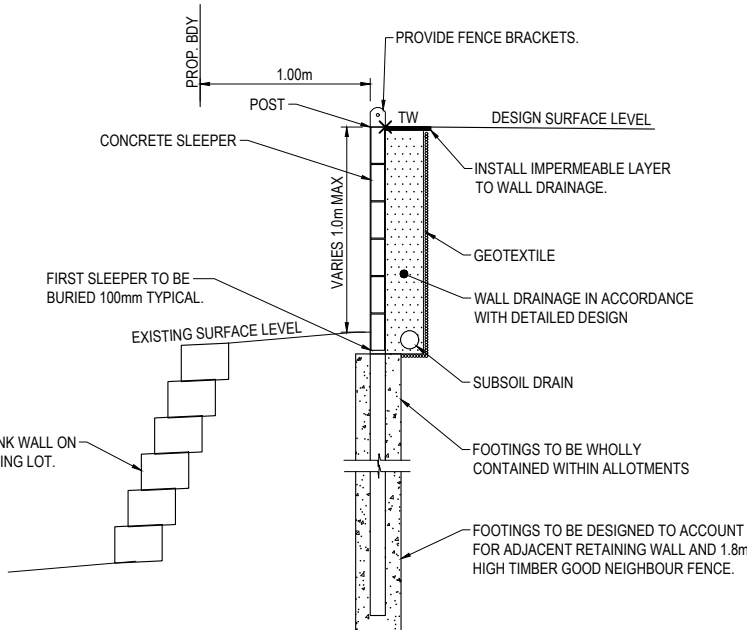 PROP. BDY
PROVIDE FENCE BRACKETS.
1.00m
POST
TW
DESIGN SURFACE LEVEL
CONCRETE SLEEPER
INSTALL IMPERMEABLE LAYER
TO WALL DRAINAGE.
VARIES 1.0m MAX
GEOTEXTILE
FIRST SLEEPER TO BE
BURIED 100mm TYPICAL.
WALL DRAINAGE IN ACCORDANCE
WITH DETAILED DESIGN
EXISTING SURFACE LEVEL
SUBSOIL DRAIN
WALL ON
LOT.
FOOTINGS TO BE WHOLLY
CONTAINED WITHIN ALLOTMENTS
FOOTINGS TO BE DESIGNED TO ACCOUNT
FOR ADJACENT RETAINING WALL AND 1.8m
HIGH TIMBER GOOD NEIGHBOUR FENCE.